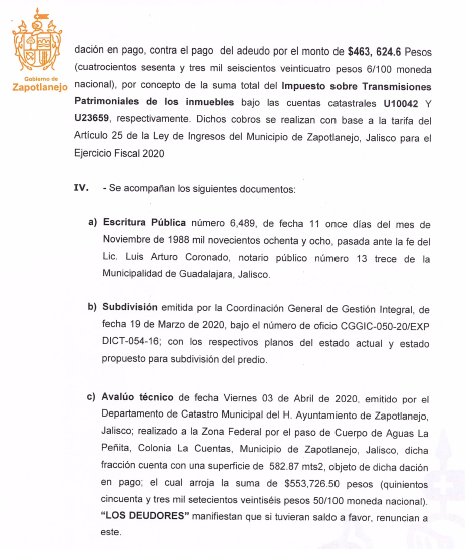 Gobierno de
Zapotlanejo
dación en pago, contra el pago del adeudo por el monto de $463, 624.6 Pesos
(cuatrocientos sesenta y tres mil seiscientos veinticuatro pesos 6/100 moneda
nacional), por concepto de la suma total del Impuesto sobre Transmisiones
Patrimoniales de los inmuebles bajo las cuentas catastrales U10042 Y
U23659, respectivamente. Dichos cobros se realizan con base a la tarifa del
Artículo 25 de la Ley de Ingresos del Municipio de Zapotlanejo, Jalisco para el
Ejercicio Fiscal 2020
IV. - Se acompañan los siguientes documentos:
a) Escritura Pública número 6,489, de fecha 11 once días del mes de
Noviembre de 1988 mil novecientos ochenta y ocho, pasada ante la fe del
Lic. Luis Arturo Coronado, notario público número 13 trece de la
Municipalidad de Guadalajara, Jalisco.
b) Subdivisión emitida por la Coordinación General de Gestión Integral, de
fecha 19 de Marzo de 2020, bajo el número de oficio CGGIC-050-20/EXP
DICT-054-16; con los respectivos planos del estado actual y estado
propuesto para subdivisión del predio.
c) Avalúo técnico de fecha Viernes 03 de Abril de 2020, emitido por el
Departamento de Catastro Municipal del H. Ayuntamiento de Zapotlanejo,
Jalisco; realizado a la Zona Federal por el paso de Cuerpo de Aguas La
Peñita, Colonia La Cuentas, Municipio de Zapotlanejo, Jalisco, dicha
fracción cuenta con una superficie de 582.87 mts2, objeto de dicha dación
en pago; el cual arroja la suma de $553,726.50 pesos (quinientos
cincuenta y tres mil setecientos veintiséis pesos 50/100 moneda nacional).
"LOS DEUDORES" manifiestan que si tuvieran saldo a favor, renuncian a
este.